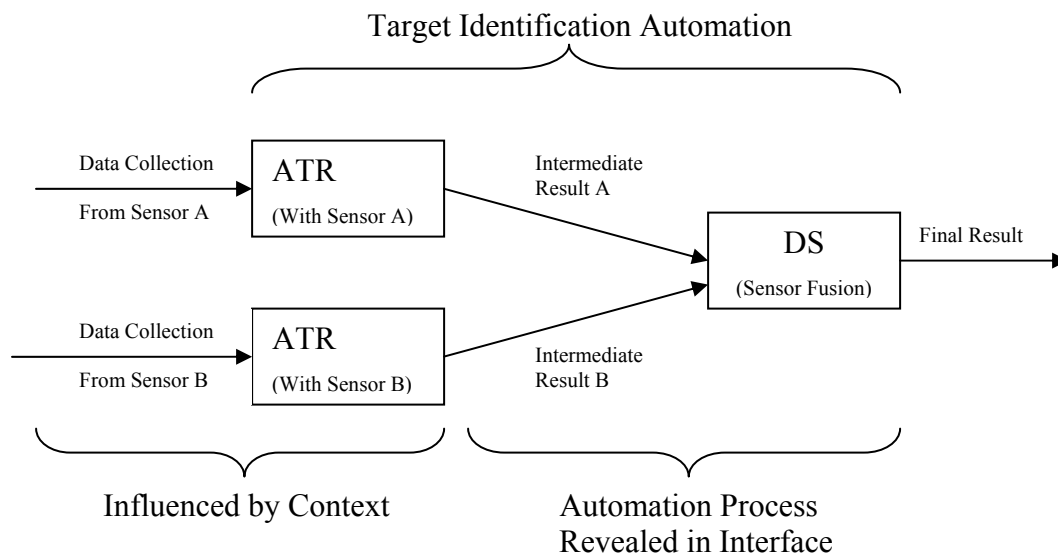 Target Identification Automation
Data Collection
From Sensor A
ATR
(With Sensor A)
Intermediate
Result A
DS
(Sensor Fusion)
Final Result
Data Collection
From Sensor B
ATR
(With Sensor B)
Intermediate
Result B
Influenced by Context
Automation Process
Revealed in Interface